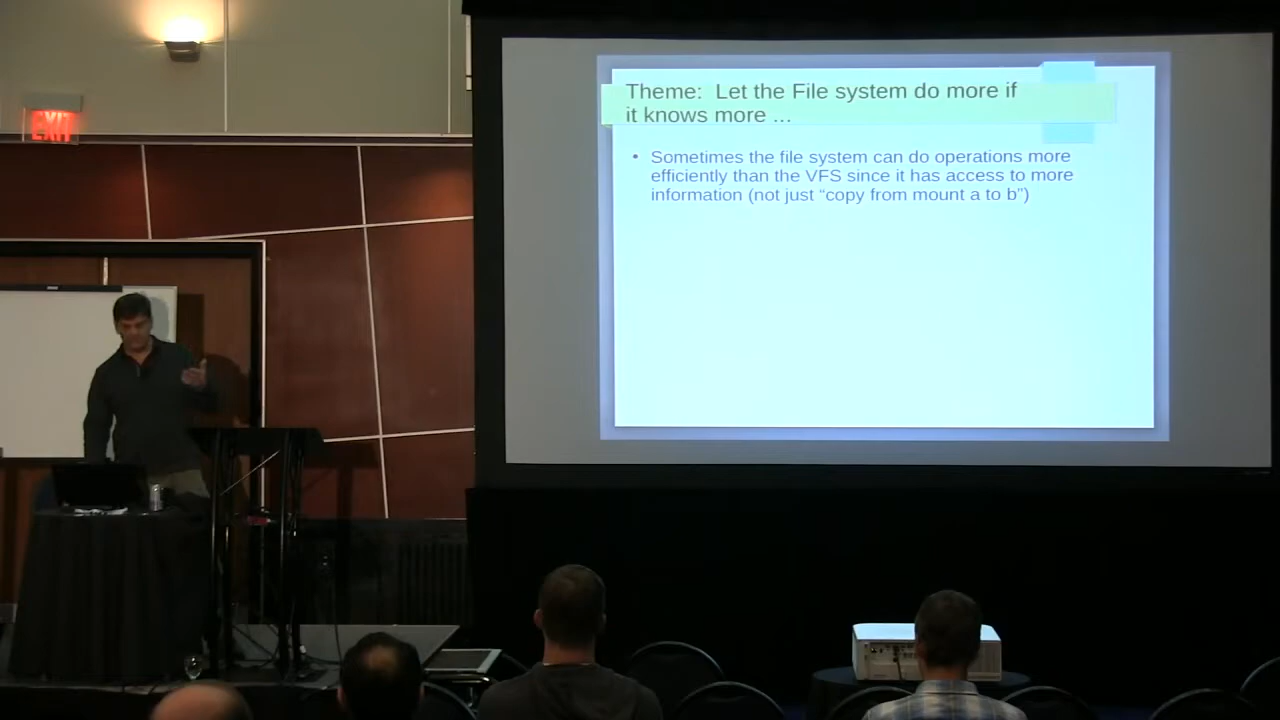 EXIT
Theme: Let the File system do more if
it knows more ...
• Sometimes the file system can do operations more
efficiently than the VFS since it has access to more
information (not just “copy from mount a to b”)